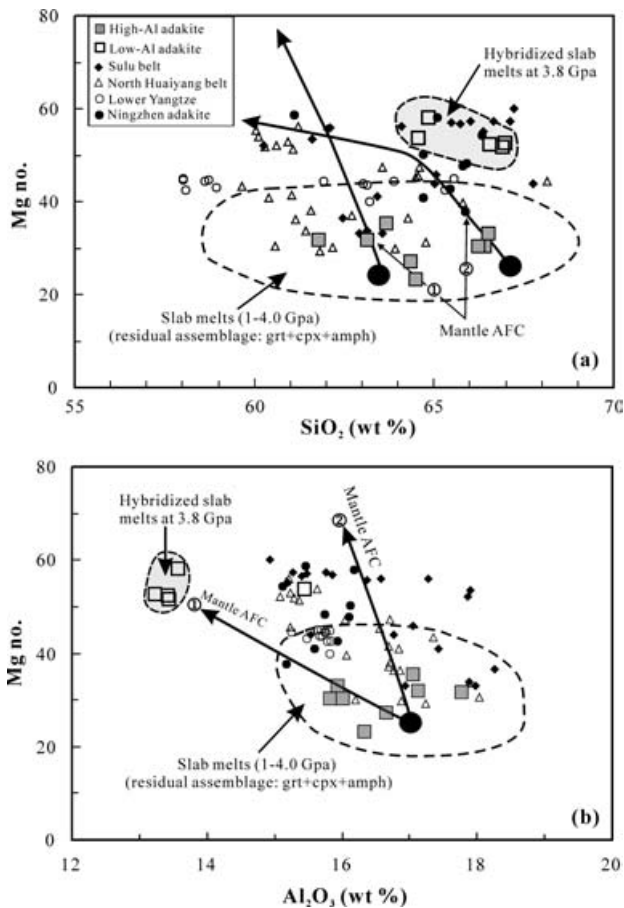 80
60
40
20
0
Mg no.
High-Al adakite
Low-Al adakite
Sulu belt
North Huaiyang belt
Lower Yangtze
Ningzhen adakite
Hybridized slab
melts at 3.8 Gpa
①
②
Slab melts (1-4.0 Gpa)
(residual assemblage: grt+cpx+amph)
Mantle AFC
(a)
55
60
65
70
SiO₂ (wt %)
80
60
40
20
0
Mg no.
Hybridized slab
melts at 3.8 Gpa
②
Mantle AFC
①
Mantle AFC
Slab melts (1-4.0 Gpa)
(residual assemblage: grt+cpx+amph)
(b)
12
14
16
18
20
Al₂O₃ (wt %)